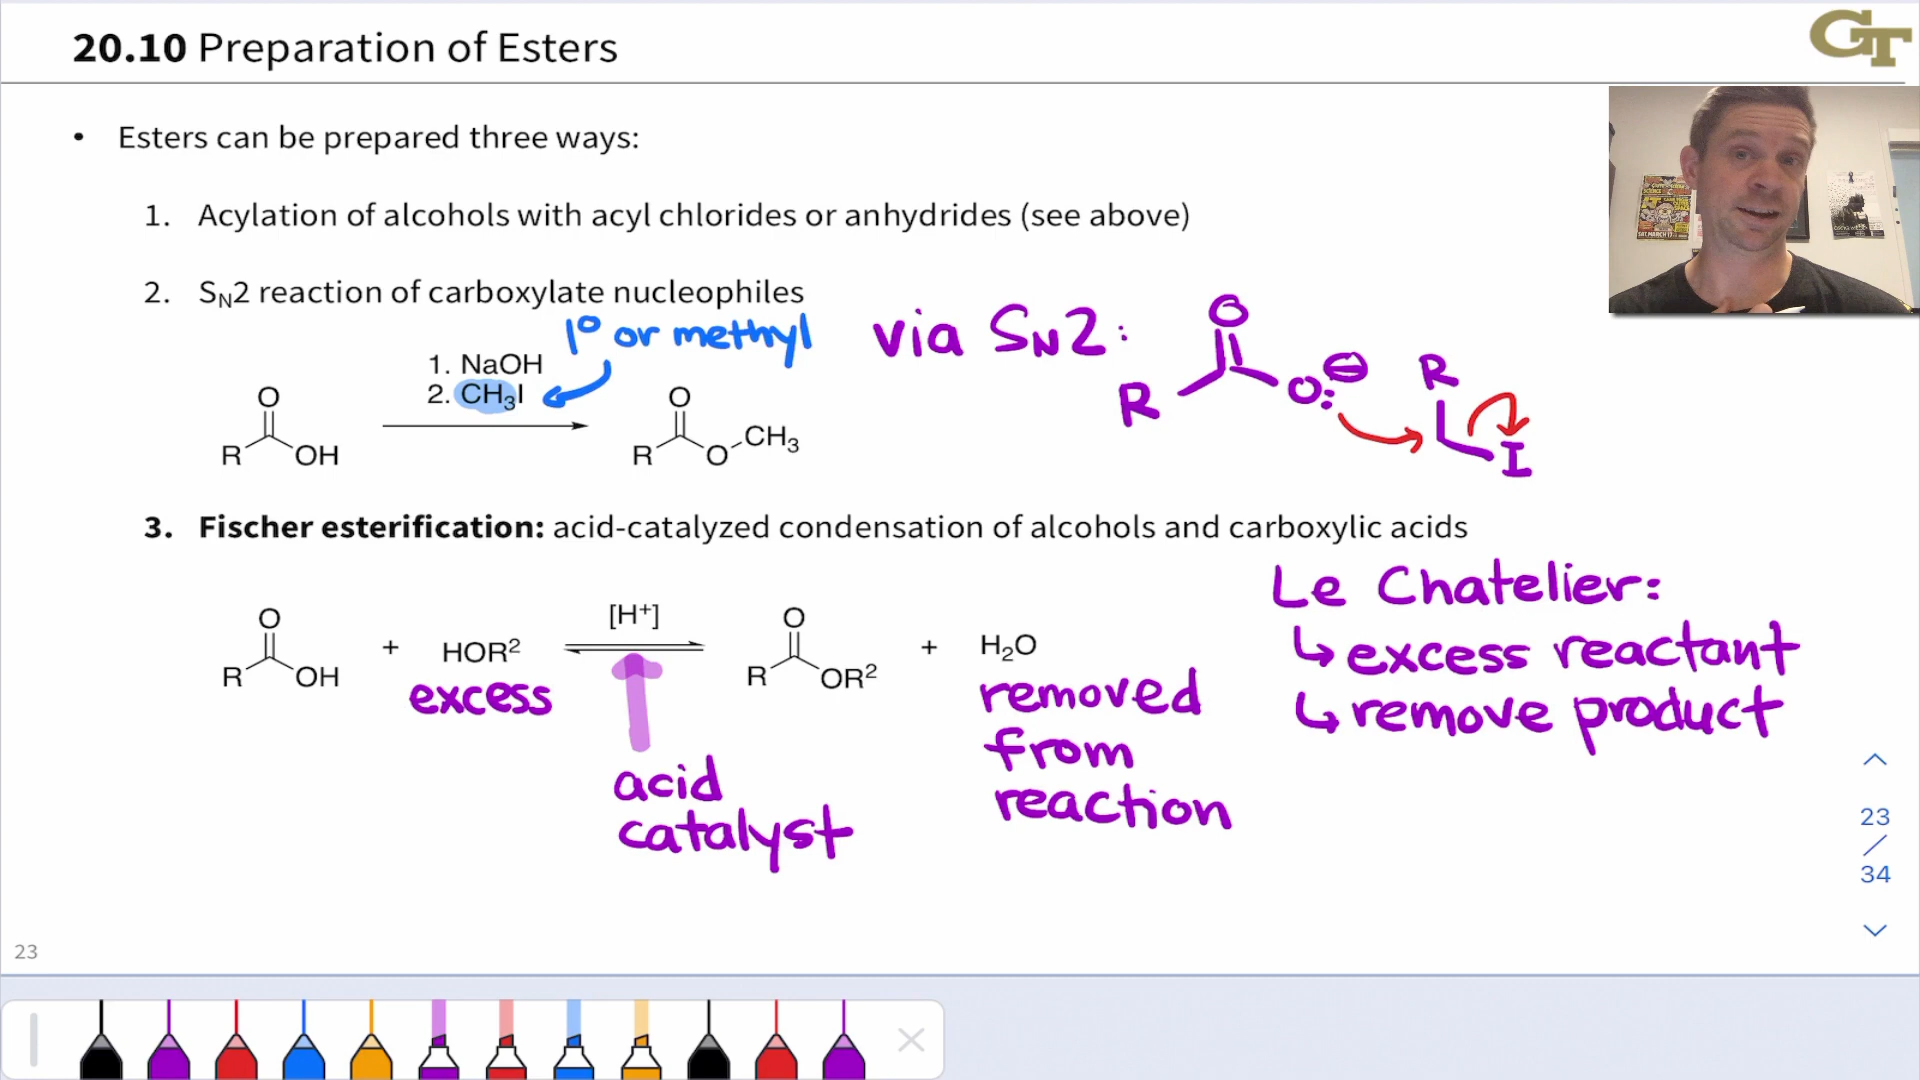 20.10 Preparation of Esters
GT
• Esters can be prepared three ways:
1. Acylation of alcohols with acyl chlorides or anhydrides (see above)
2. SN2 reaction of carboxylate nucleophiles
1° or methyl
via SN2:
1. NaOH
2. CH3I
O
R OH
O
R O CH3
O
R O:⊖
R
I
3. Fischer esterification: acid-catalyzed condensation of alcohols and carboxylic acids
O
R OH
+ HOR²
excess
[H⁺]
acid
catalyst
O
R OR²
+ H₂O
removed
from
reaction
Le Chatelier:
↳ excess reactant
↳ remove product
23
/
34
23